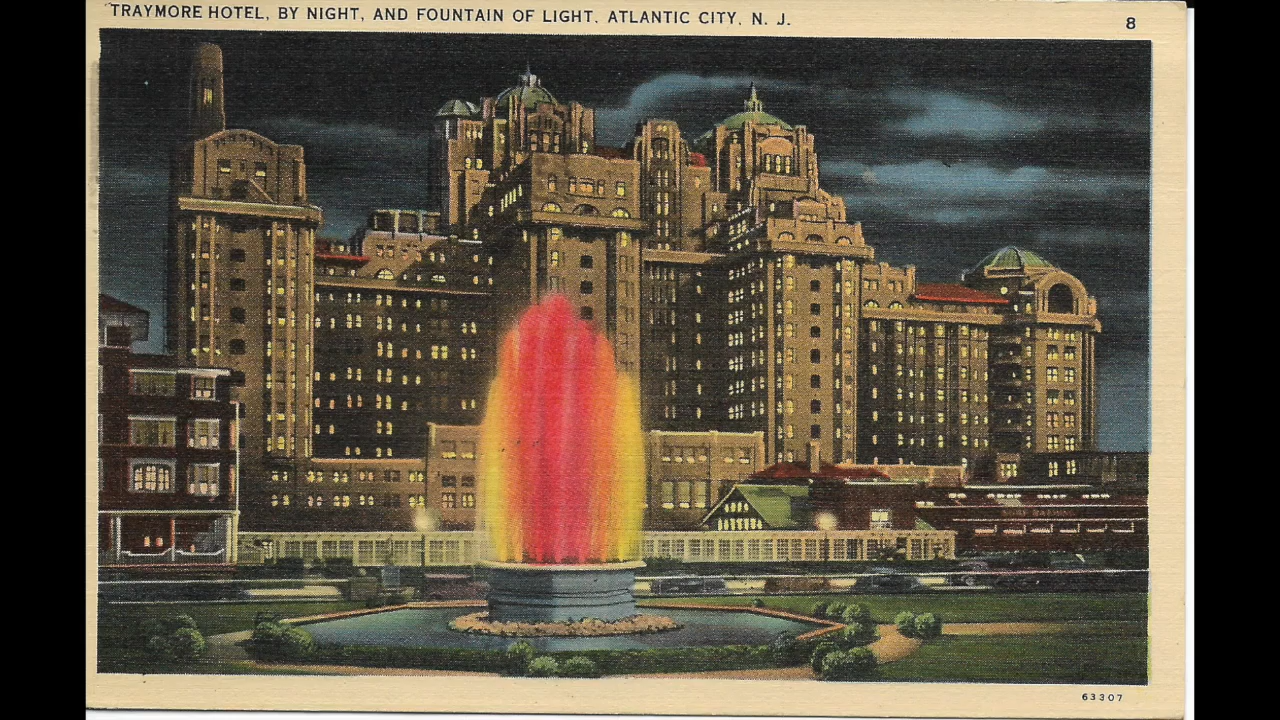 TRAYMORE HOTEL, BY NIGHT, AND FOUNTAIN OF LIGHT. ATLANTIC CITY, N. J.
8
63307